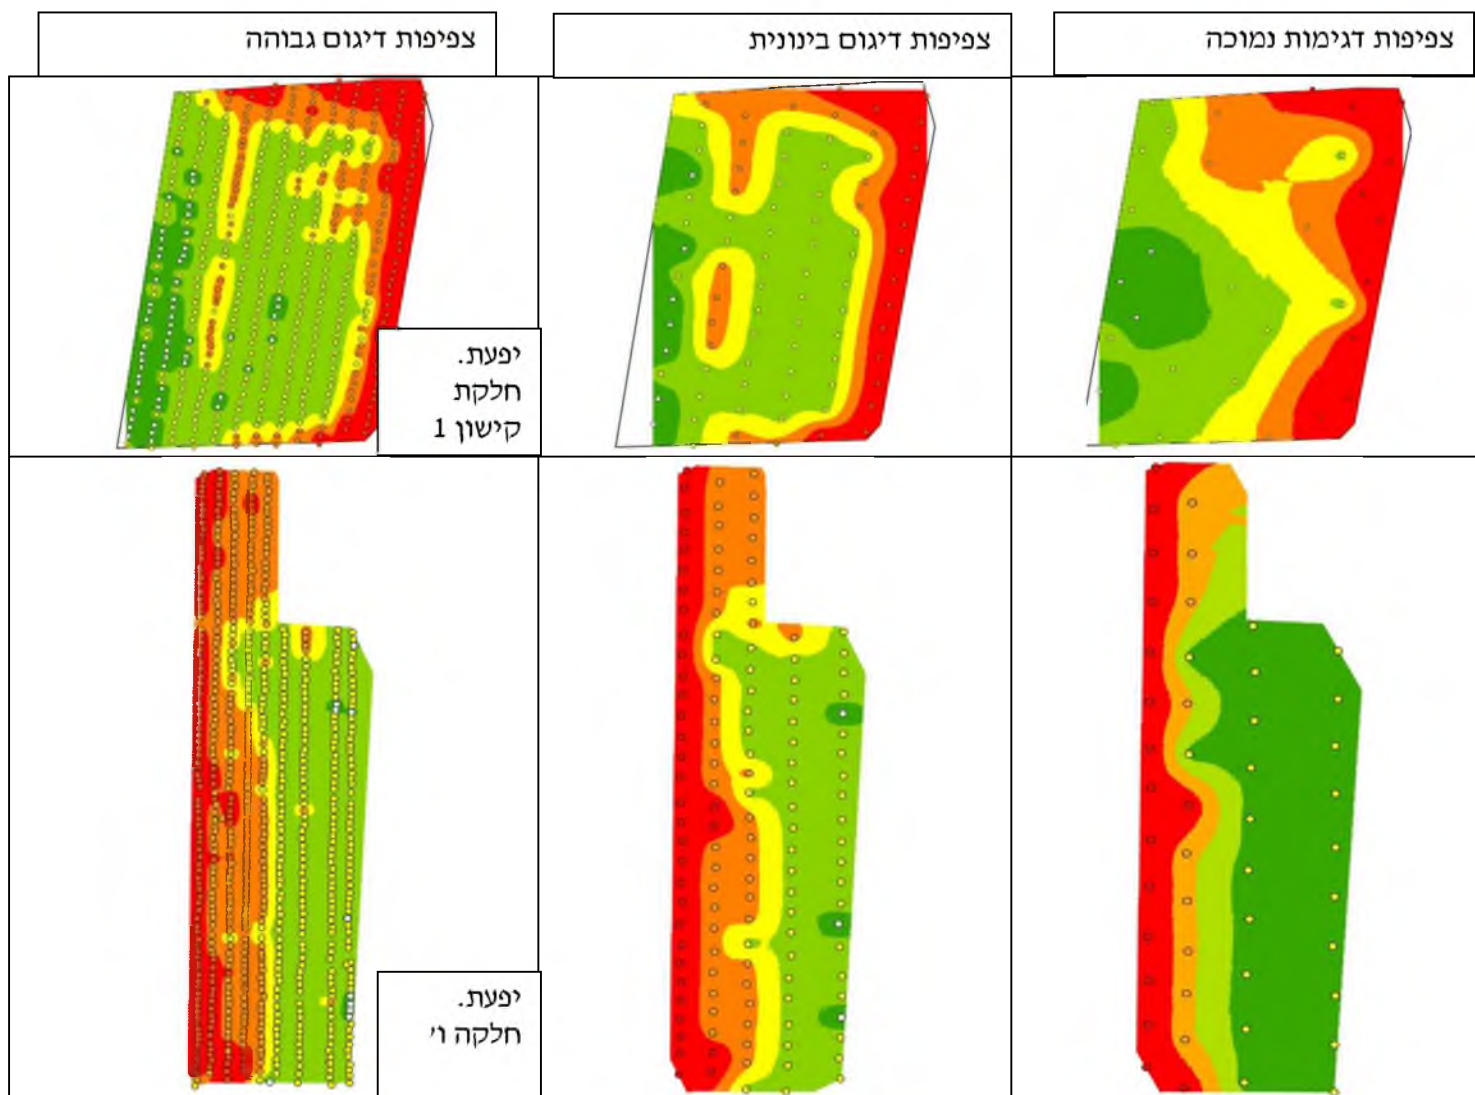 צפיפות דגימות נמוכה
צפיפות דיגום בינונית
צפיפות דיגום גבוהה
יפעת.
חלקת
קישון 1
יפעת.
חלקה ו'